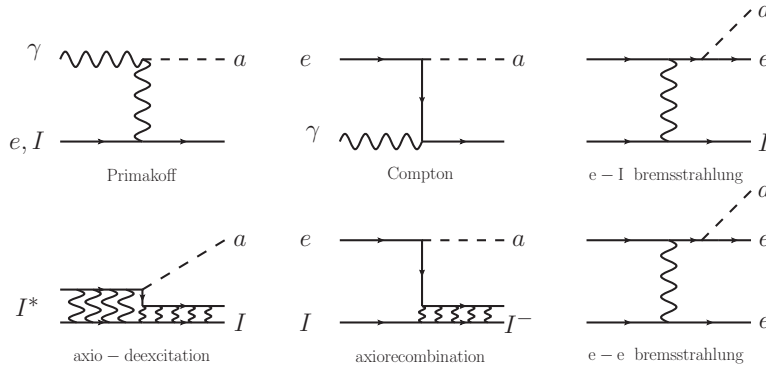 γ a e a a e
e, I γ I
Primakoff Compton e − I bremsstrahlung
a e a a e
I* I I I⁻ e
axio − deexcitation axiorecombination e − e bremsstrahlung